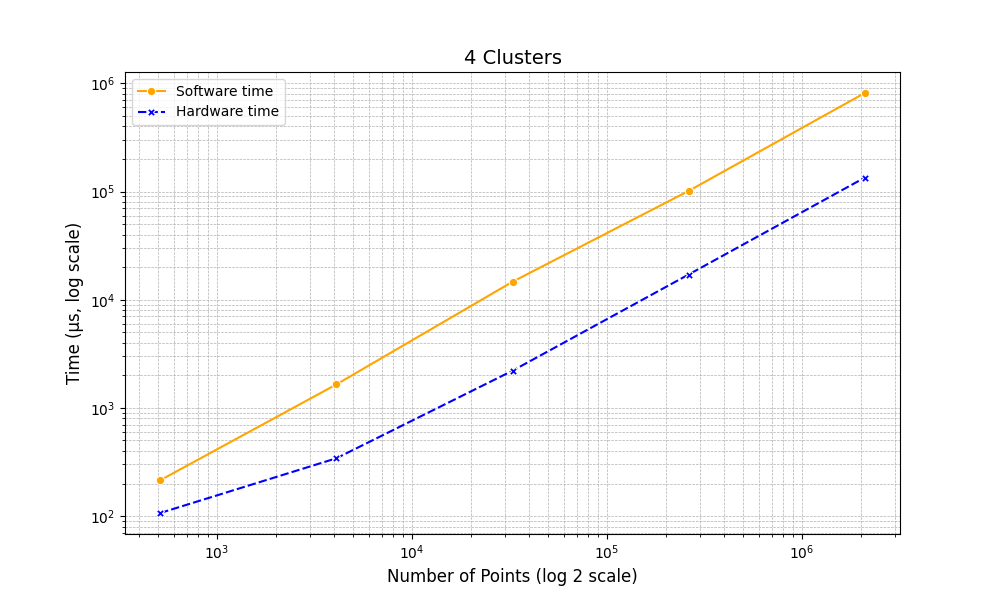 4 Clusters
Software time
Hardware time
Time (μs, log scale)
10⁶
10⁵
10⁴
10³
10²
10³ 10⁴ 10⁵ 10⁶
Number of Points (log 2 scale)